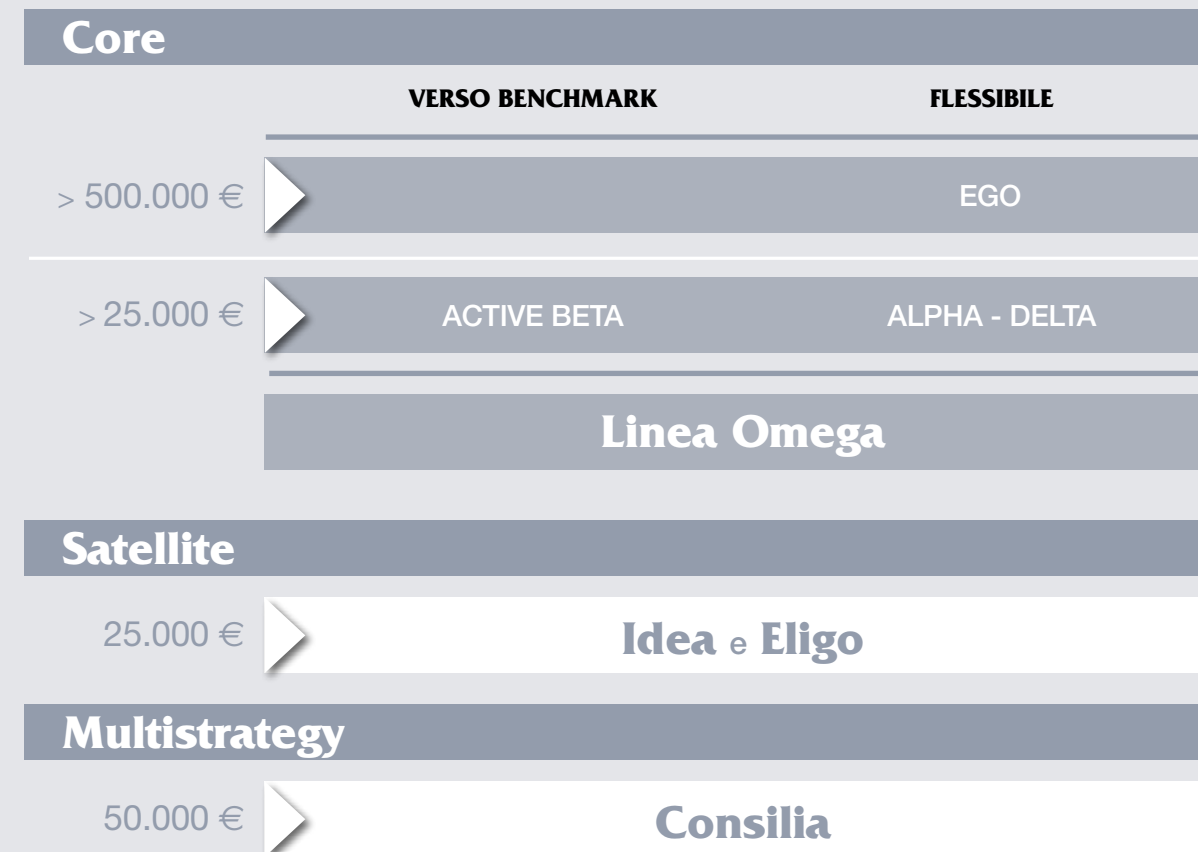 Core
VERSO BENCHMARK FLESSIBILE
> 500.000 € EGO
> 25.000 € ACTIVE BETA ALPHA - DELTA
Linea Omega
Satellite
25.000 € Idea e Eligo
Multistrategy
50.000 € Consilia